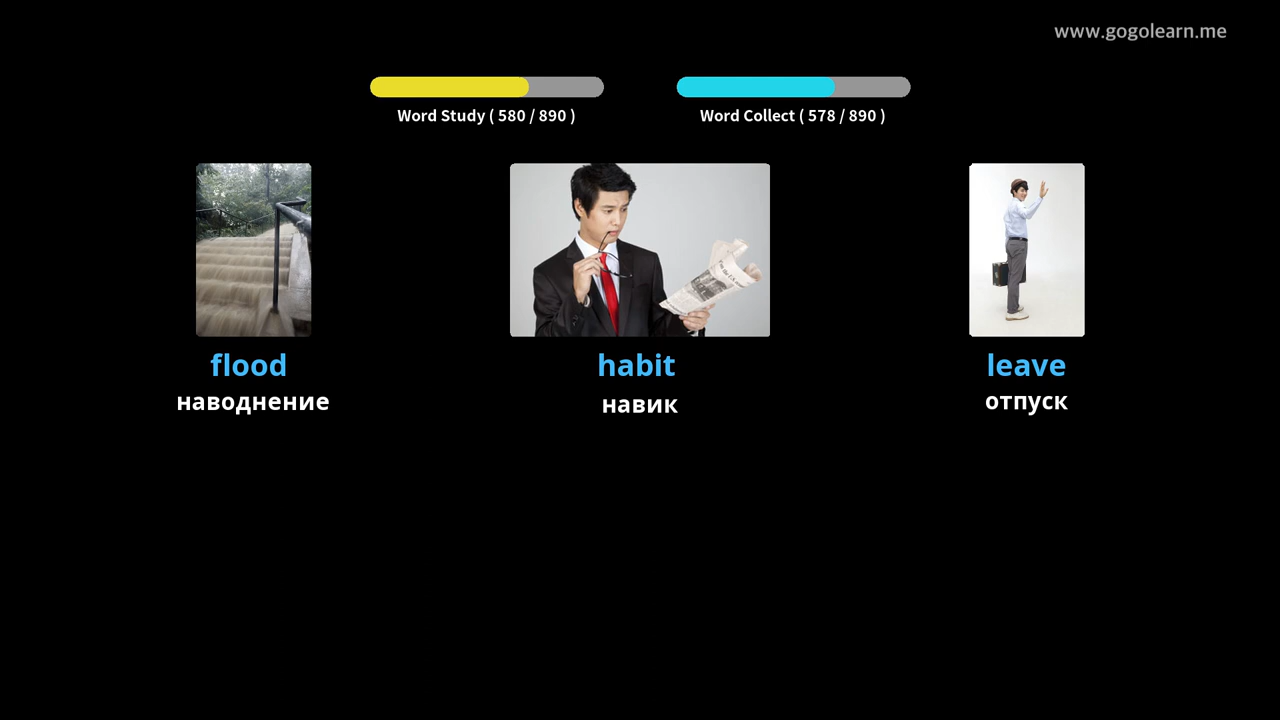 www.gogolearn.me
Word Study ( 580 / 890 )
Word Collect ( 578 / 890 )
flood
habit
leave
наводнение
навик
отпуск